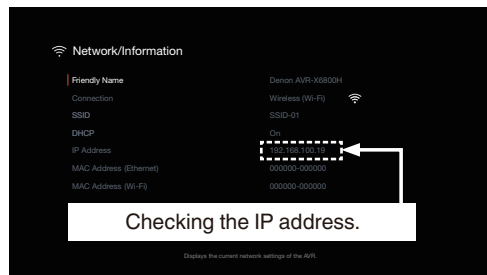 Network/Information
Friendly Name Denon AVR-X6800H
Connection Wireless (Wi-Fi)
SSID SSID-01
DHCP On
IP Address 192.168.100.19
MAC Address (Ethernet) 000000-000000
MAC Address (Wi-Fi) 000000-000000
Checking the IP address.
Displays the current network settings of the AVR.